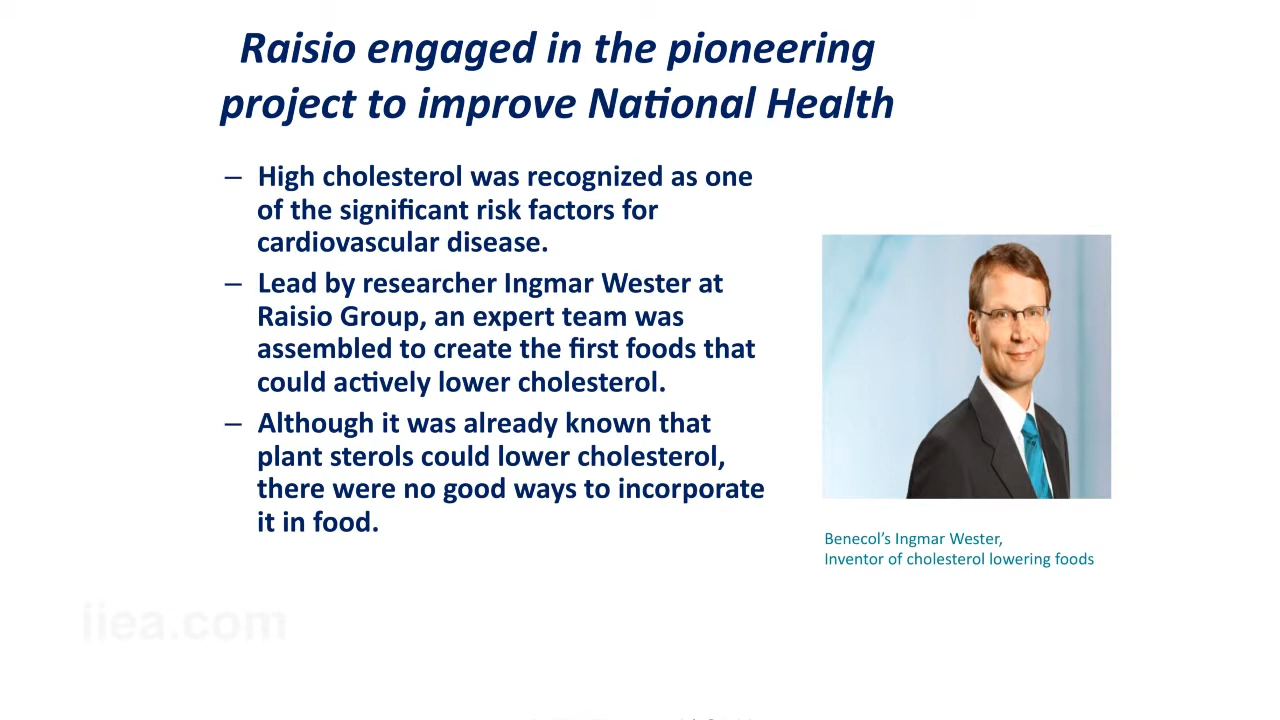 Raisio engaged in the pioneering
project to improve National Health
– High cholesterol was recognized as one
of the significant risk factors for
cardiovascular disease.
– Lead by researcher Ingmar Wester at
Raisio Group, an expert team was
assembled to create the first foods that
could actively lower cholesterol.
– Although it was already known that
plant sterols could lower cholesterol,
there were no good ways to incorporate
it in food.
Benecol’s Ingmar Wester,
Inventor of cholesterol lowering foods
iiea.com